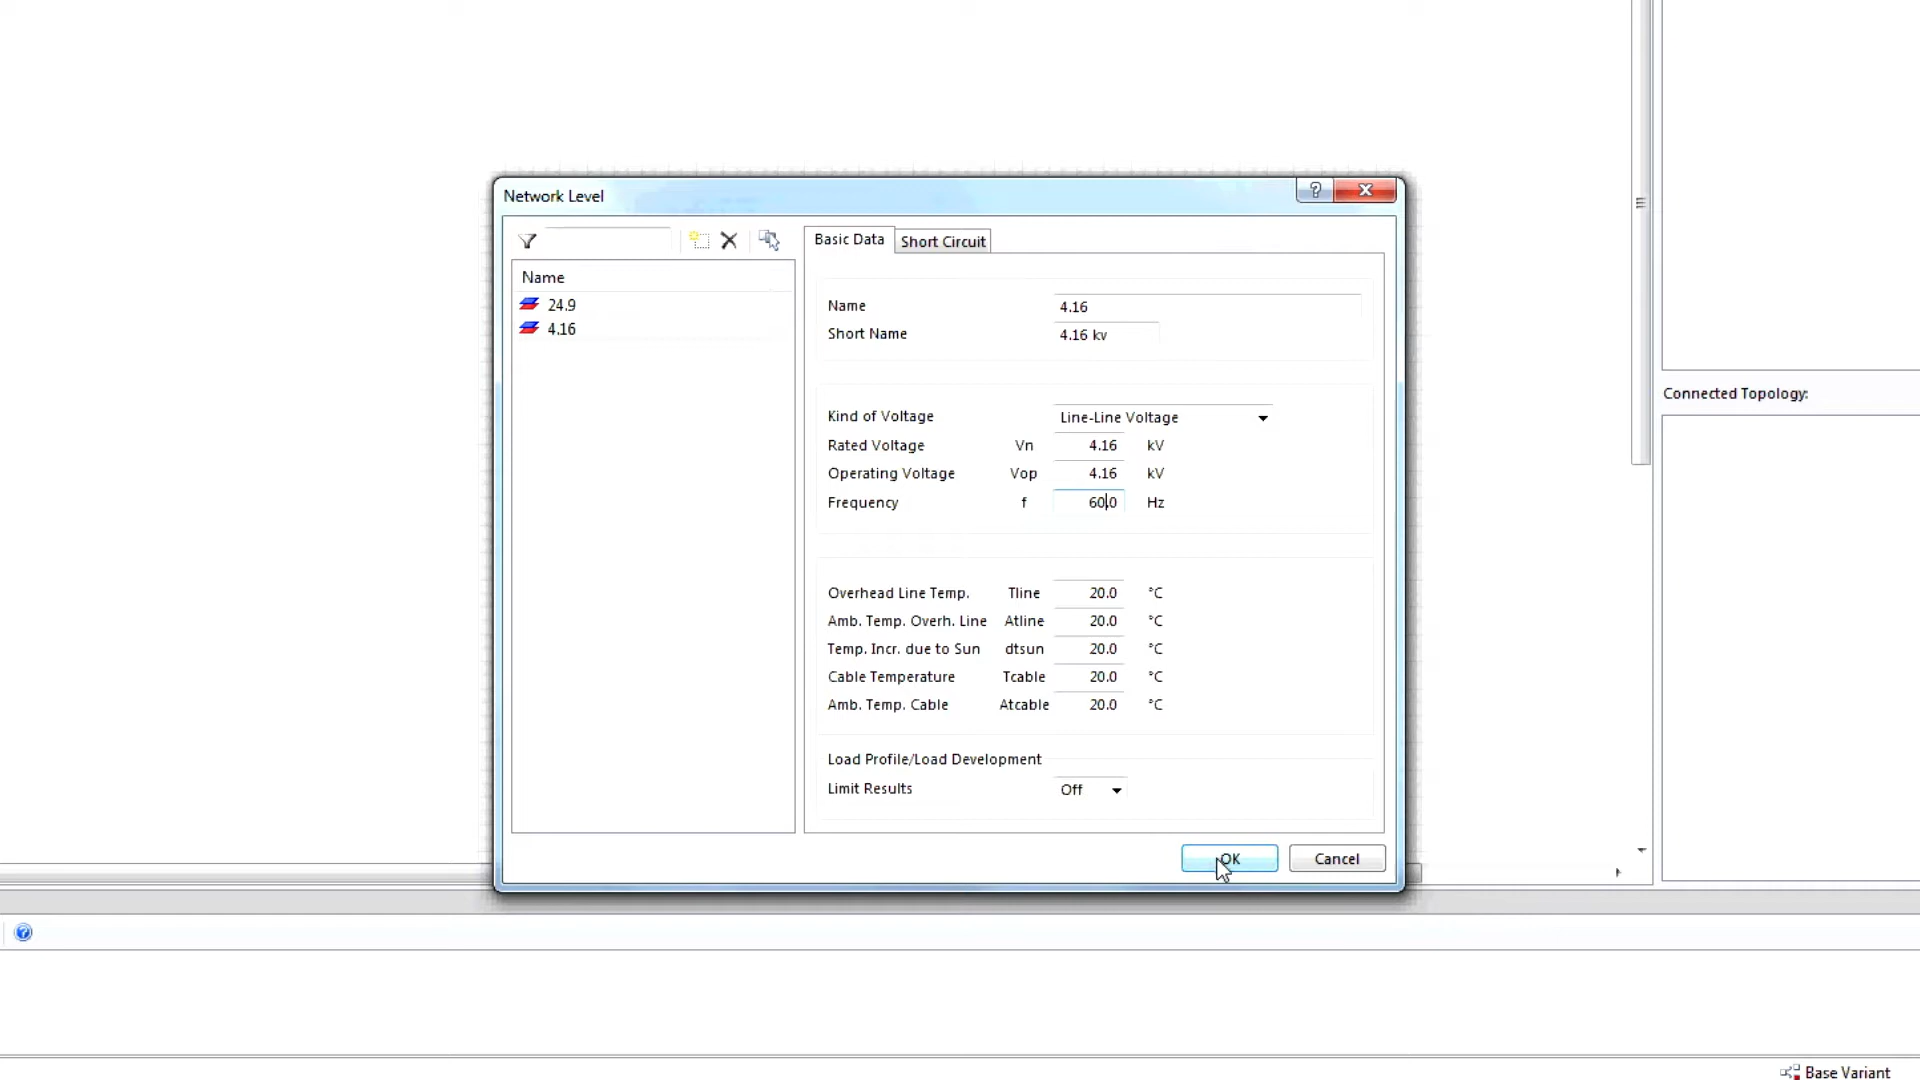 Network Level
Basic Data
Short Circuit
Name
24.9
4.16
Name 4.16
Short Name 4.16 kv
Kind of Voltage Line-Line Voltage
Rated Voltage Vn 4.16 kV
Operating Voltage Vop 4.16 kV
Frequency f 60.0 Hz
Overhead Line Temp. Tline 20.0 °C
Amb. Temp. Overh. Line Atline 20.0 °C
Temp. Incr. due to Sun dtsun 20.0 °C
Cable Temperature Tcable 20.0 °C
Amb. Temp. Cable Atcable 20.0 °C
Load Profile/Load Development
Limit Results Off
OK Cancel
Connected Topology:
Base Variant